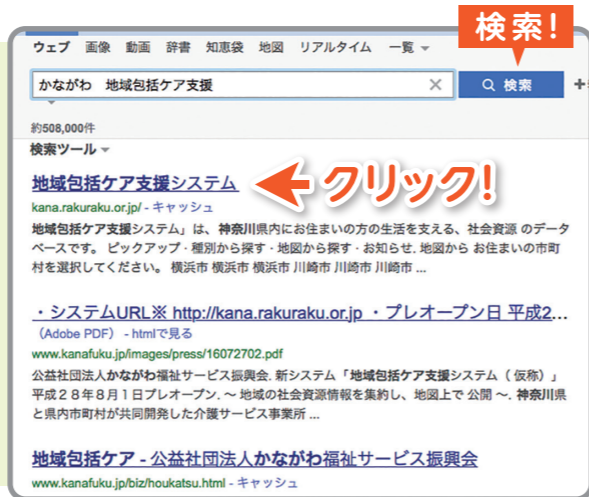 検索!
ウェブ 画像 動画 辞書 知恵袋 地図 リアルタイム 一覧
かながわ 地域包括ケア支援
検索
約508,000件
検索ツール
地域包括ケア支援システム
クリック!
kana.rakuraku.or.jp/ - キャッシュ
地域包括ケア支援システム」は、神奈川県内にお住まいの方の生活を支える、社会資源 のデータ
ベースです。 ピックアップ · 種別から探す · 地図から探す · お知らせ. 地図から お住まいの市町
村を選択してください。 横浜市 横浜市 横浜市 川崎市 川崎市 川崎市 ...
・システムURL※ http://kana.rakuraku.or.jp ・プレオープン日 平成2...
(Adobe PDF) - htmlで見る
www.kanafuku.jp/images/press/16072702.pdf
公益社団法人かながわ福祉サービス振興会. 新システム「地域包括ケア支援システム(仮称)」
平成28年8月1日プレオープン. ~ 地域の社会資源情報を集約し、地図上で 公開 ~. 神奈川県
と県内市町村が共同開発した介護サービス事業所 ...
地域包括ケア - 公益社団法人かながわ福祉サービス振興会
www.kanafuku.jp/biz/houkatsu.html - キャッシュ